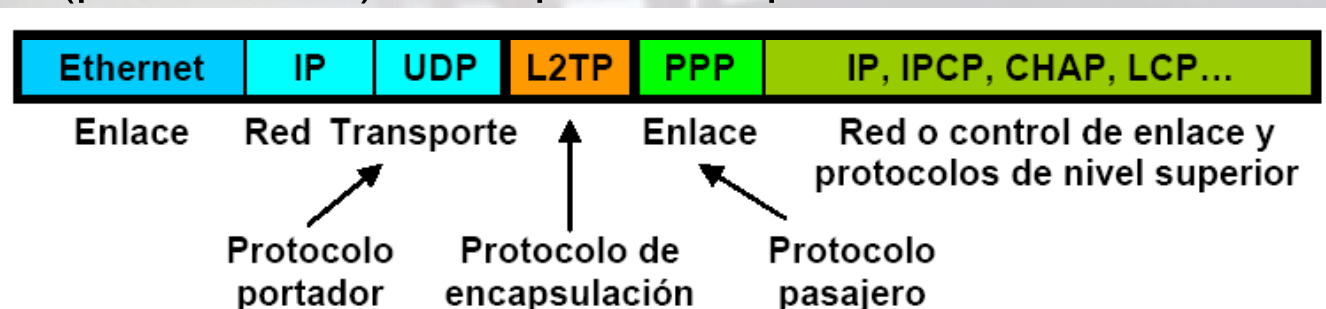 Ethernet IP UDP L2TP PPP IP, IPCP, CHAP, LCP...
Enlace Red Transporte Enlace Red o control de enlace y
protocolos de nivel superior
Protocolo Protocolo de Protocolo
portador encapsulación pasajero